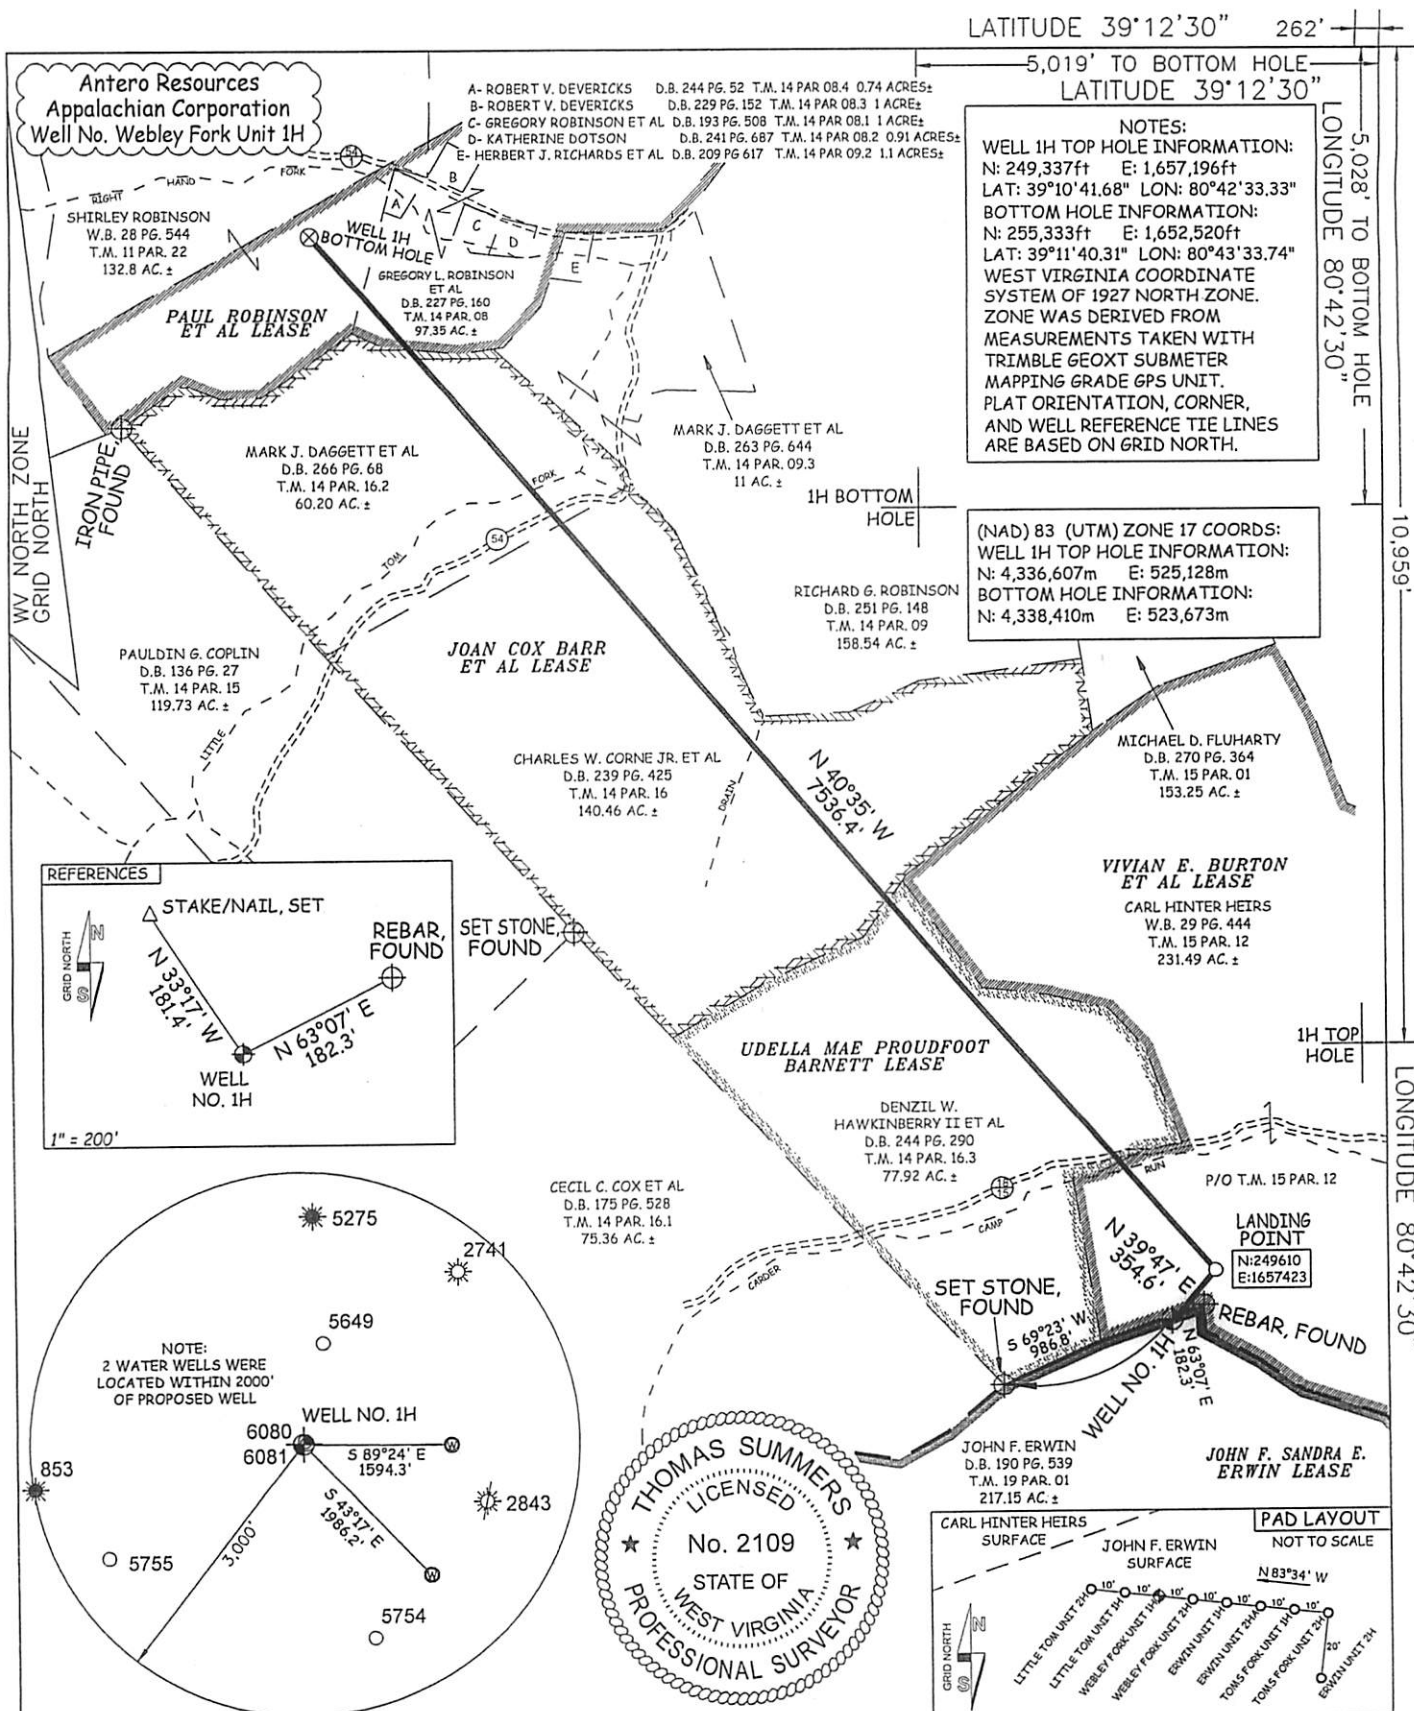 LATITUDE 39°12'30" 262'
5,019' TO BOTTOM HOLE
LATITUDE 39°12'30"
Antero Resources
Appalachian Corporation
Well No. Webley Fork Unit 1H
A- ROBERT V. DEVERICKS D.B. 244 PG. 52 T.M. 14 PAR 08.4 0.74 ACRES±
B- ROBERT V. DEVERICKS D.B. 229 PG. 152 T.M. 14 PAR 08.3 1 ACRE±
C- GREGORY ROBINSON ET AL D.B. 193 PG. 508 T.M. 14 PAR 08.1 1 ACRE±
D- KATHERINE DOTSON D.B. 241 PG. 687 T.M. 14 PAR 08.2 0.91 ACRES±
E- HERBERT J. RICHARDS ET AL D.B. 209 PG 617 T.M. 14 PAR 09.2 1.1 ACRES±
NOTES:
WELL 1H TOP HOLE INFORMATION:
N: 249,337ft E: 1,657,196ft
LAT: 39°10'41.68" LON: 80°42'33.33"
BOTTOM HOLE INFORMATION:
N: 255,333ft E: 1,652,520ft
LAT: 39°11'40.31" LON: 80°43'33.74"
WEST VIRGINIA COORDINATE
SYSTEM OF 1927 NORTH ZONE.
ZONE WAS DERIVED FROM
MEASUREMENTS TAKEN WITH
TRIMBLE GEOXT SUBMETER
MAPPING GRADE GPS UNIT.
PLAT ORIENTATION, CORNER,
AND WELL REFERENCE TIE LINES
ARE BASED ON GRID NORTH.
LONGITUDE 80°42'30"
5,028' TO BOTTOM HOLE
10,959'
RIGHT
HAND
FORK
54
1
SHIRLEY ROBINSON
W.B. 28 PG. 544
T.M. 11 PAR. 22
132.8 AC. ±
WELL 1H
BOTTOM HOLE
A
B
C
D
E
GREGORY L. ROBINSON
ET AL
D.B. 227 PG. 160
T.M. 14 PAR. 08
97.35 AC. ±
PAUL ROBINSON
ET AL LEASE
WV NORTH ZONE
GRID NORTH
IRON PIPE,
FOUND
MARK J. DAGGETT ET AL
D.B. 266 PG. 68
T.M. 14 PAR. 16.2
60.20 AC. ±
MARK J. DAGGETT ET AL
D.B. 263 PG. 644
T.M. 14 PAR. 09.3
11 AC. ±
1H BOTTOM
HOLE
(NAD) 83 (UTM) ZONE 17 COORDS:
WELL 1H TOP HOLE INFORMATION:
N: 4,336,607m E: 525,128m
BOTTOM HOLE INFORMATION:
N: 4,338,410m E: 523,673m
FORK
TOM
LITTLE
54
RICHARD G. ROBINSON
D.B. 251 PG. 148
T.M. 14 PAR. 09
158.54 AC. ±
PAULDIN G. COPLIN
D.B. 136 PG. 27
T.M. 14 PAR. 15
119.73 AC. ±
JOAN COX BARR
ET AL LEASE
CHARLES W. CORNE JR. ET AL
D.B. 239 PG. 425
T.M. 14 PAR. 16
140.46 AC. ±
DRAIN
N 40°35' W
7536.4'
MICHAEL D. FLUHARTY
D.B. 270 PG. 364
T.M. 15 PAR. 01
153.25 AC. ±
VIVIAN E. BURTON
ET AL LEASE
CARL HINTER HEIRS
W.B. 29 PG. 444
T.M. 15 PAR. 12
231.49 AC. ±
REFERENCES
STAKE/NAIL, SET
GRID NORTH
N
S
N 33°17' W
181.4'
REBAR,
FOUND
N 63°07' E
182.3'
WELL
NO. 1H
1" = 200'
SET STONE,
FOUND
1H TOP
HOLE
LONGITUDE 80°42'30"
UDELLA MAE PROUDFOOT
BARNETT LEASE
DENZIL W.
HAWKINBERRY II ET AL
D.B. 244 PG. 290
T.M. 14 PAR. 16.3
77.92 AC. ±
CECIL C. COX ET AL
D.B. 175 PG. 528
T.M. 14 PAR. 16.1
75.36 AC. ±
CARDER
CAMP
RUN
P/O T.M. 15 PAR. 12
LANDING
POINT
N:249610
E:1657423
N 39°47' E
354.6'
SET STONE,
FOUND
S 69°23' W
986.8'
REBAR, FOUND
WELL NO. 1H
N 63°07' E
182.3'
JOHN F. ERWIN
D.B. 190 PG. 539
T.M. 19 PAR. 01
217.15 AC. ±
JOHN F. SANDRA E.
ERWIN LEASE
5275
2741
5649
NOTE:
2 WATER WELLS WERE
LOCATED WITHIN 2000'
OF PROPOSED WELL
WELL NO. 1H
6080
6081
S 89°24' E
1594.3'
W
853
2843
S 43°17' E
1986.2'
W
3,000'
5755
5754
THOMAS SUMMERS
LICENSED
No. 2109
STATE OF
WEST VIRGINIA
PROFESSIONAL SURVEYOR
CARL HINTER HEIRS
SURFACE
PAD LAYOUT
NOT TO SCALE
JOHN F. ERWIN
SURFACE
N 83°34' W
10' 10' 10' 10' 10' 10' 10'
20'
GRID NORTH
N
S
LITTLE TOM UNIT 2H
LITTLE TOM UNIT 1H
WEBLEY FORK UNIT 1H
WEBLEY FORK UNIT 2H
ERWIN UNIT 1H
ERWIN UNIT 2HA
TOMS FORK UNIT 1H
TOMS FORK UNIT 2H
ERWIN UNIT 2H